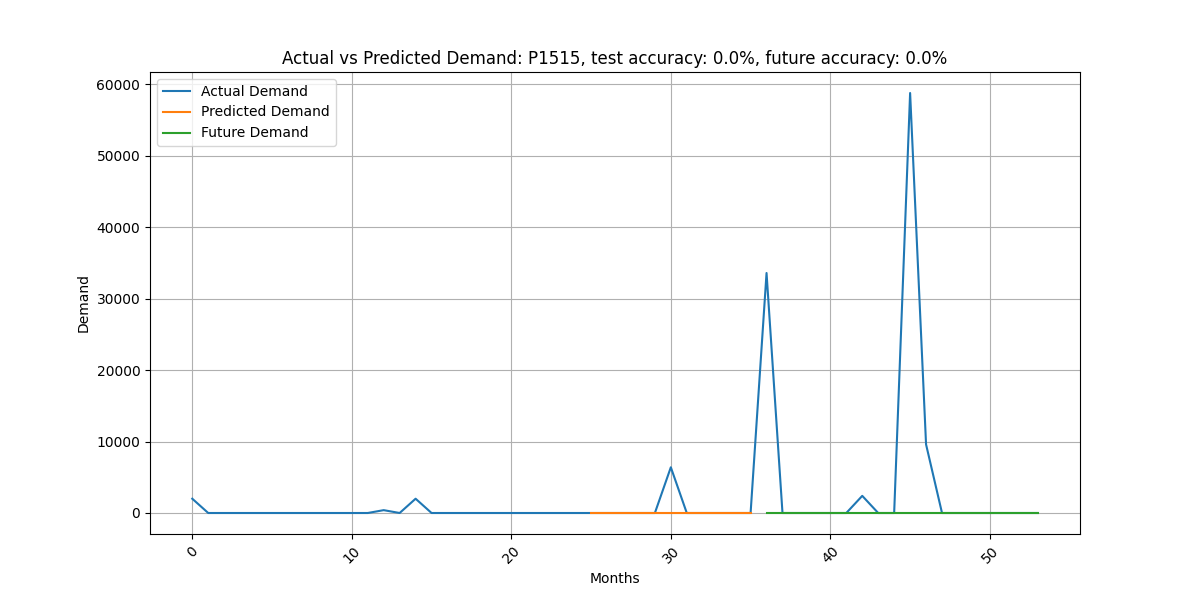 Actual vs Predicted Demand: P1515, test accuracy: 0.0%, future accuracy: 0.0%
Actual Demand
Predicted Demand
Future Demand
60000
50000
40000
30000
20000
10000
0
Demand
0
10
20
30
40
50
Months